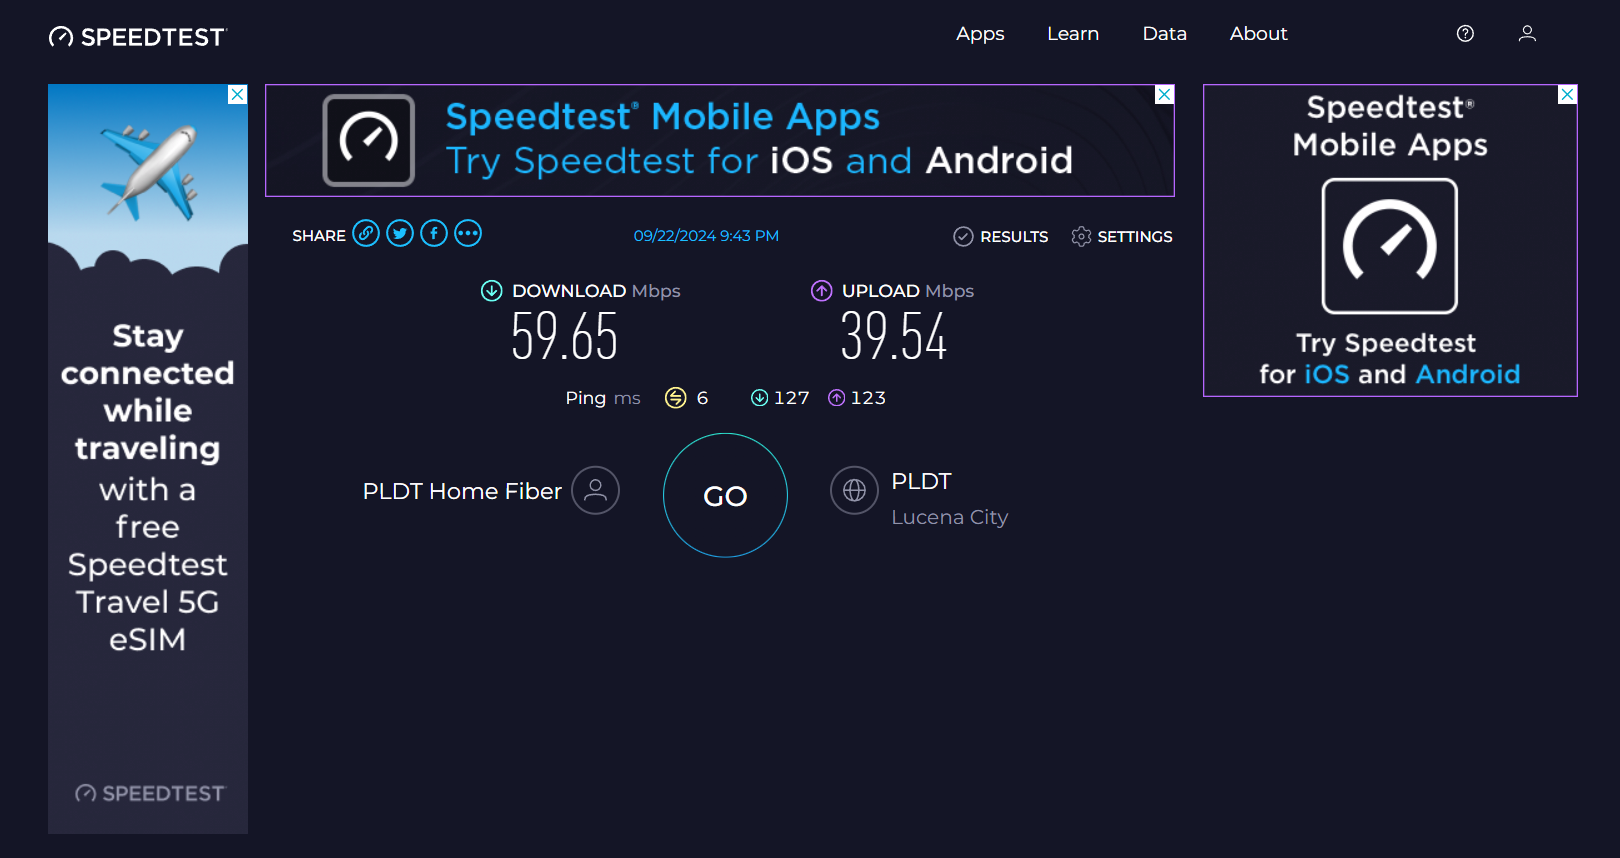 SPEEDTEST
Apps Learn Data About
Speedtest® Mobile Apps
Try Speedtest for iOS and Android
Speedtest®
Mobile Apps
Try Speedtest
for iOS and Android
SHARE
09/22/2024 9:43 PM
RESULTS SETTINGS
DOWNLOAD Mbps
59.65
UPLOAD Mbps
39.54
Ping ms 6 127 123
PLDT Home Fiber
GO
PLDT
Lucena City
Stay
connected
while
traveling
with a
free
Speedtest
Travel 5G
eSIM
SPEEDTEST